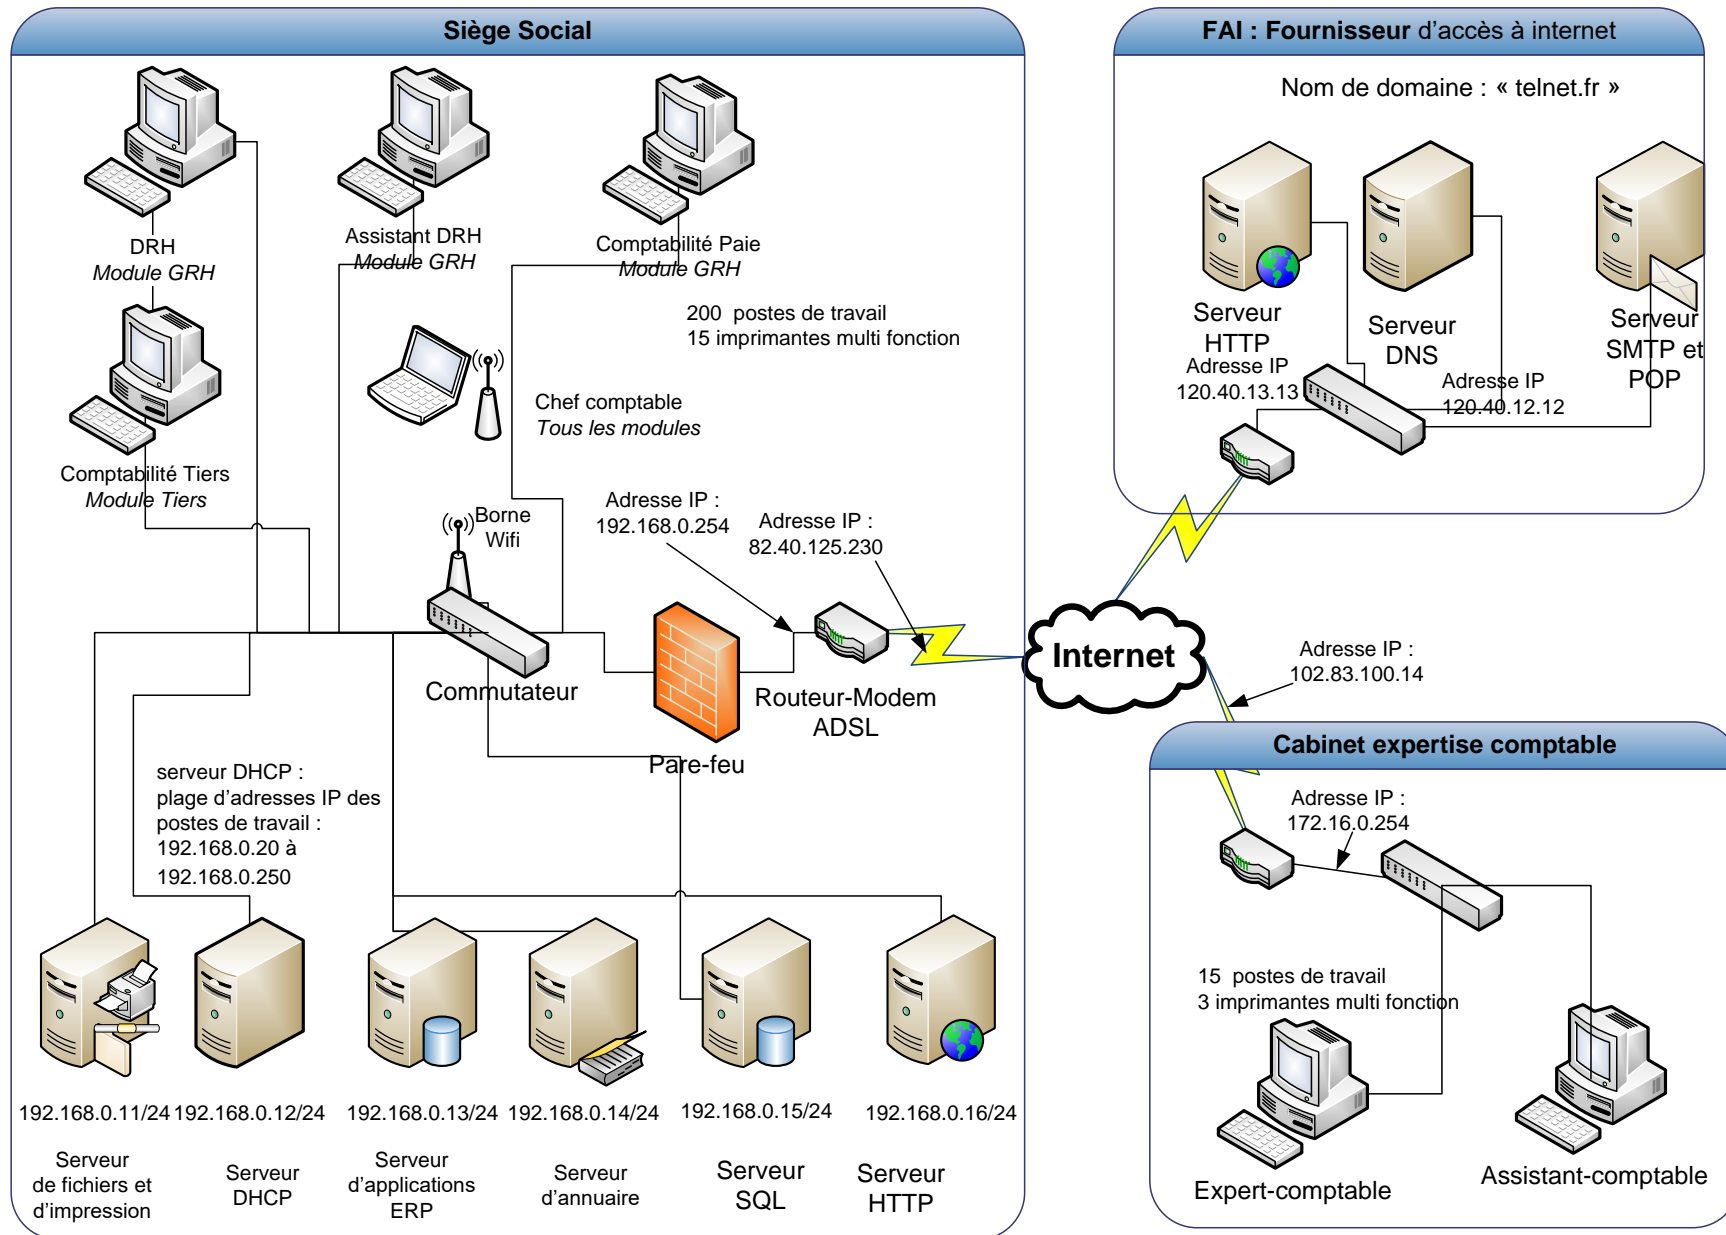 Siège Social
DRH
Module GRH
Assistant DRH
Module GRH
Comptabilité Paie
Module GRH
200 postes de travail
15 imprimantes multi fonction
Chef comptable
Tous les modules
Comptabilité Tiers
Module Tiers
Borne
Wifi
Adresse IP :
192.168.0.254
Adresse IP :
82.40.125.230
Commutateur
Pare-feu
Routeur-Modem
ADSL
serveur DHCP :
plage d'adresses IP des
postes de travail :
192.168.0.20 à
192.168.0.250
192.168.0.11/24
192.168.0.12/24
192.168.0.13/24
192.168.0.14/24
192.168.0.15/24
192.168.0.16/24
Serveur
de fichiers et
d'impression
Serveur
DHCP
Serveur
d'applications
ERP
Serveur
d'annuaire
Serveur
SQL
Serveur
HTTP
FAI : Fournisseur d'accès à internet
Nom de domaine : « telnet.fr »
Serveur
HTTP
Adresse IP
120.40.13.13
Serveur
DNS
Adresse IP
120.40.12.12
Serveur
SMTP et
POP
Internet
Adresse IP :
102.83.100.14
Cabinet expertise comptable
Adresse IP :
172.16.0.254
15 postes de travail
3 imprimantes multi fonction
Expert-comptable
Assistant-comptable